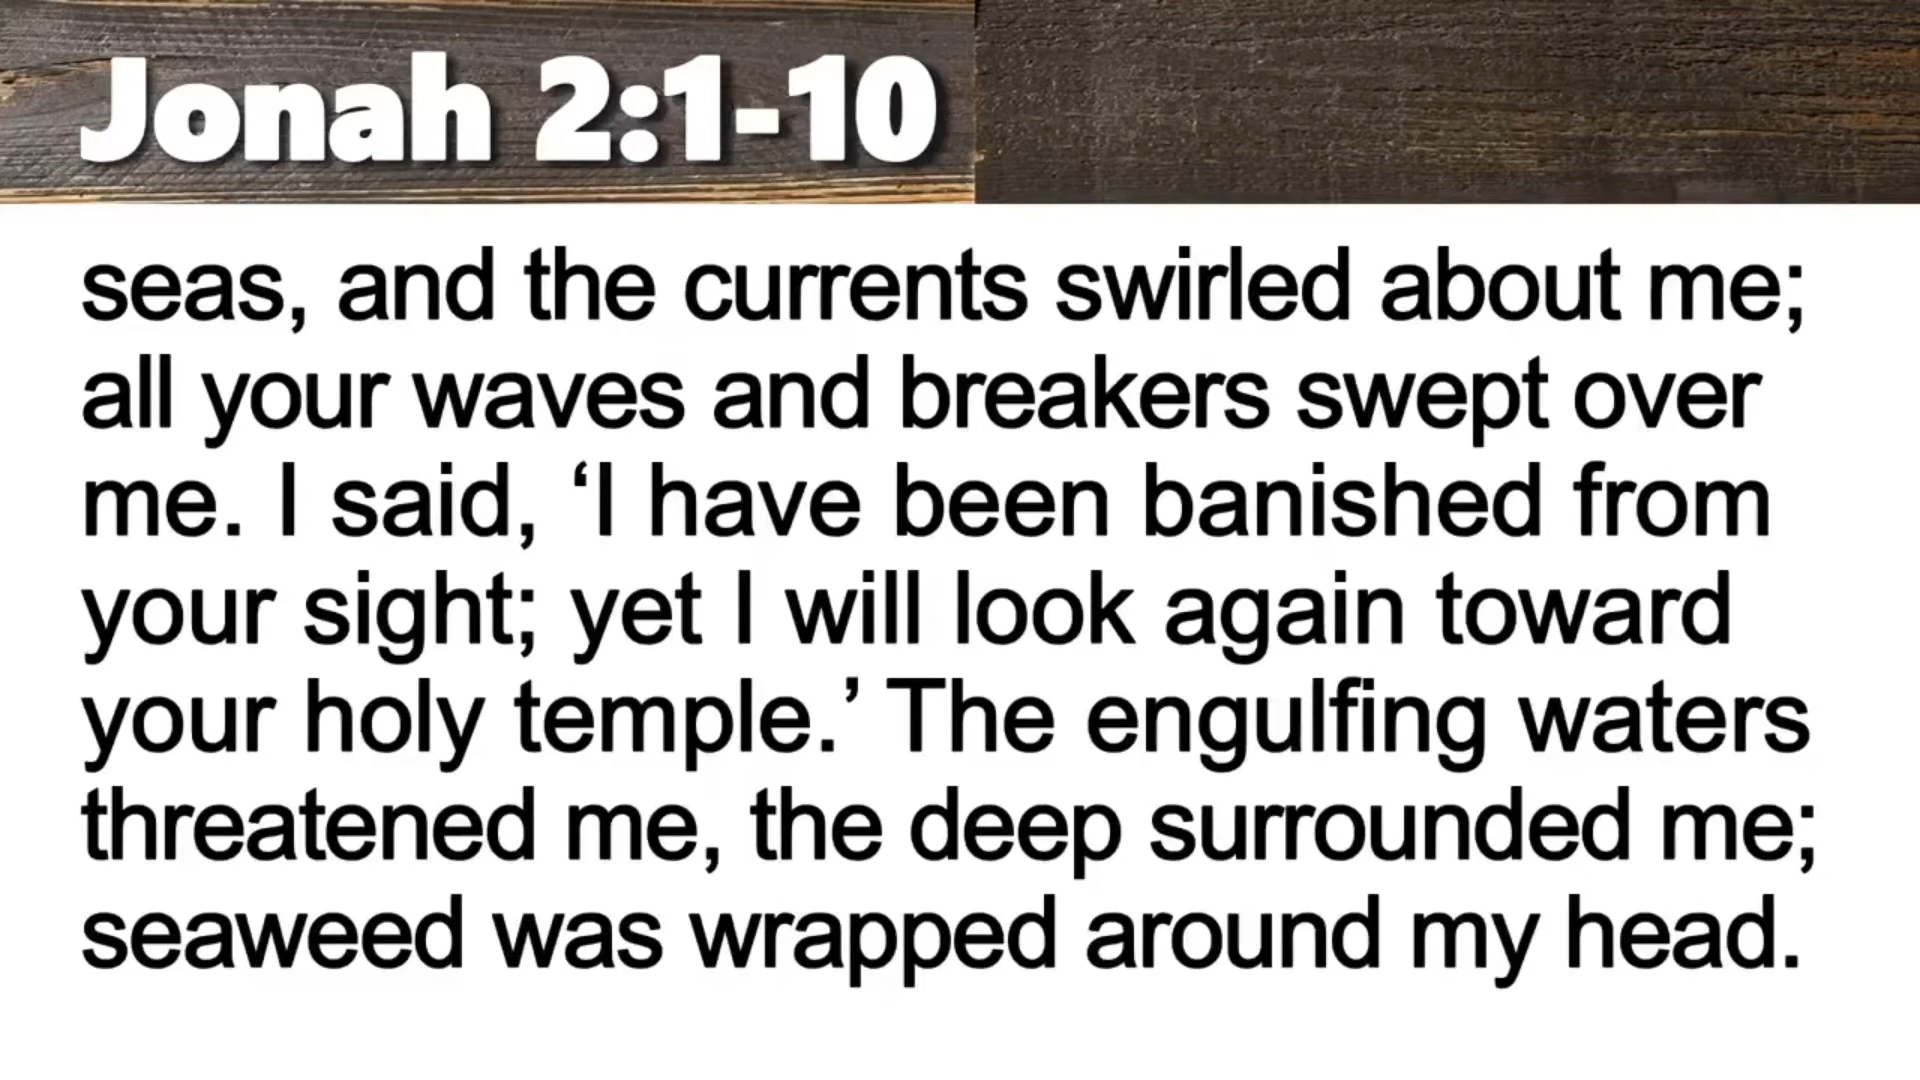 Jonah 2:1-10
seas, and the currents swirled about me;
all your waves and breakers swept over
me. I said, ‘I have been banished from
your sight; yet I will look again toward
your holy temple.’ The engulfing waters
threatened me, the deep surrounded me;
seaweed was wrapped around my head.